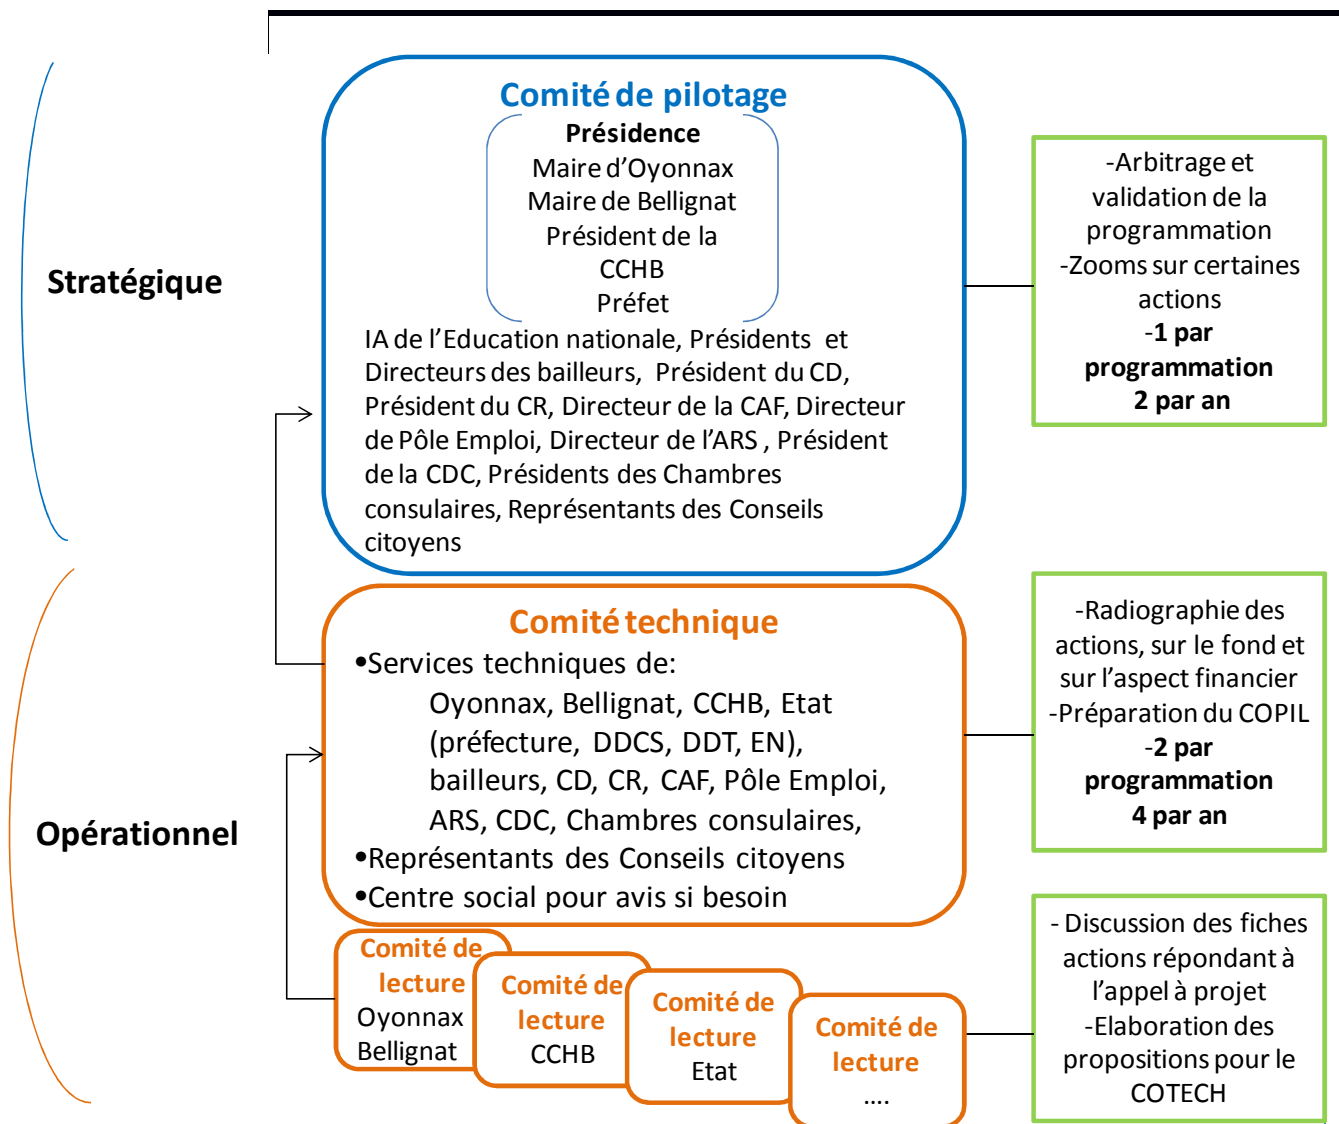 Stratégique
Comité de pilotage
Présidence
Maire d'Oyonnax
Maire de Bellignat
Président de la
CCHB
Préfet
IA de l'Education nationale, Présidents et
Directeurs des bailleurs, Président du CD,
Président du CR, Directeur de la CAF, Directeur
de Pôle Emploi, Directeur de l'ARS , Président
de la CDC, Présidents des Chambres
consulaires, Représentants des Conseils
citoyens
-Arbitrage et
validation de la
programmation
-Zooms sur certaines
actions
-1 par
programmation
2 par an
Opérationnel
Comité technique
•Services techniques de:
Oyonnax, Bellignat, CCHB, Etat
(préfecture, DDCS, DDT, EN),
bailleurs, CD, CR, CAF, Pôle Emploi,
ARS, CDC, Chambres consulaires,
•Représentants des Conseils citoyens
•Centre social pour avis si besoin
-Radiographie des
actions, sur le fond et
sur l'aspect financier
-Préparation du COPIL
-2 par
programmation
4 par an
Comité de
lecture
Oyonnax
Bellignat
Comité de
lecture
CCHB
Comité de
lecture
Etat
Comité de
lecture
....
- Discussion des fiches
actions répondant à
l'appel à projet
-Elaboration des
propositions pour le
COTECH